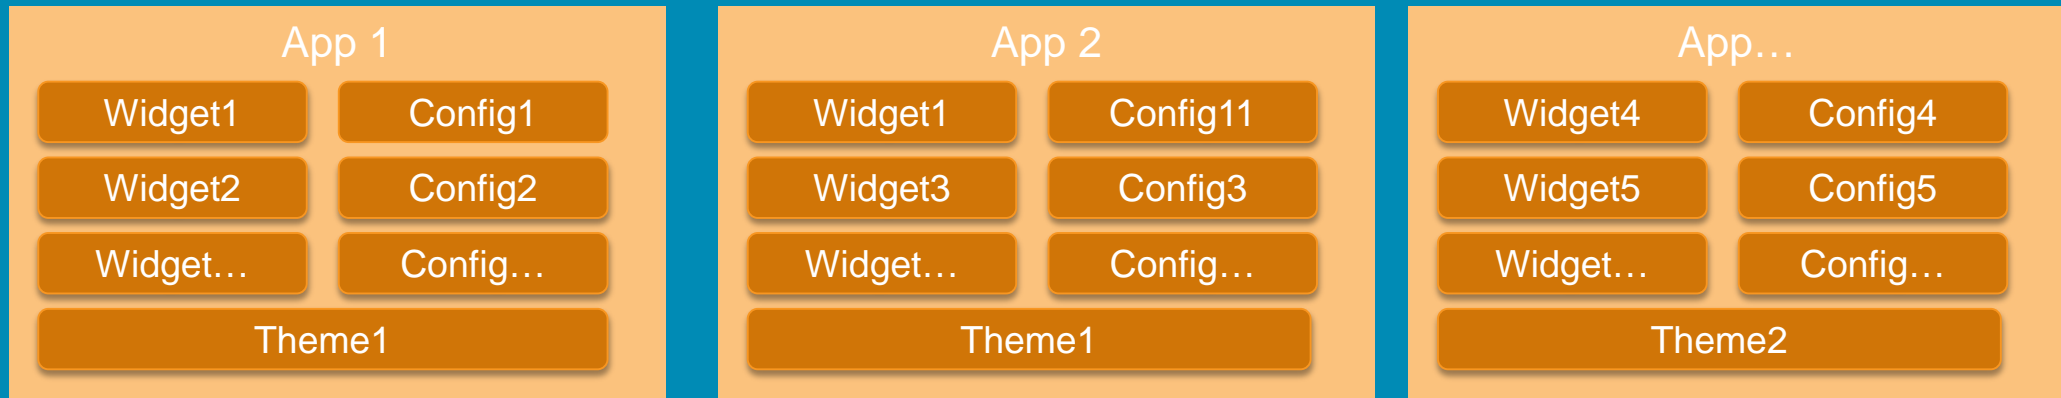 App 1
Widget1
Config1
Widget2
Config2
Widget…
Config…
Theme1
App 2
Widget1
Config11
Widget3
Config3
Widget…
Config…
Theme1
App…
Widget4
Config4
Widget5
Config5
Widget…
Config…
Theme2